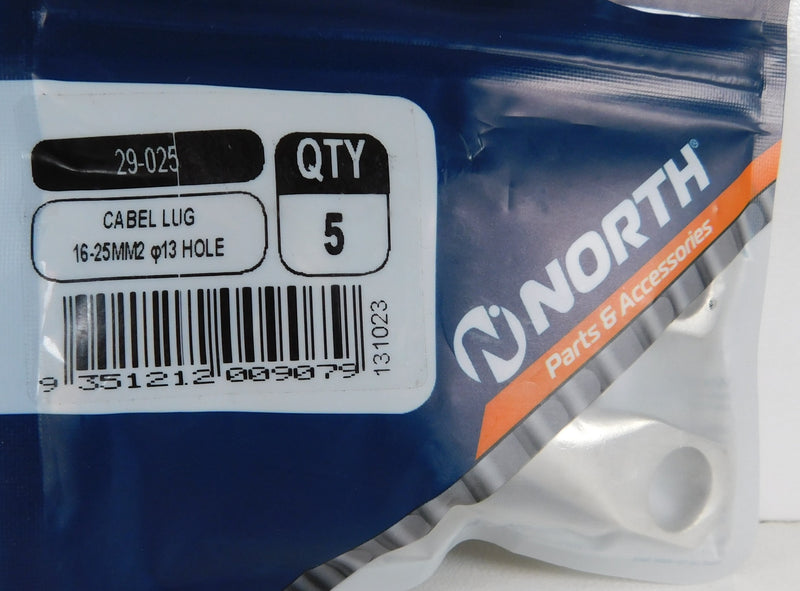 29-025
QTY
CABEL LUG
16-25MM2 φ13 HOLE
5
131023
9 351212 009079
NORTH®
Parts & Accessories